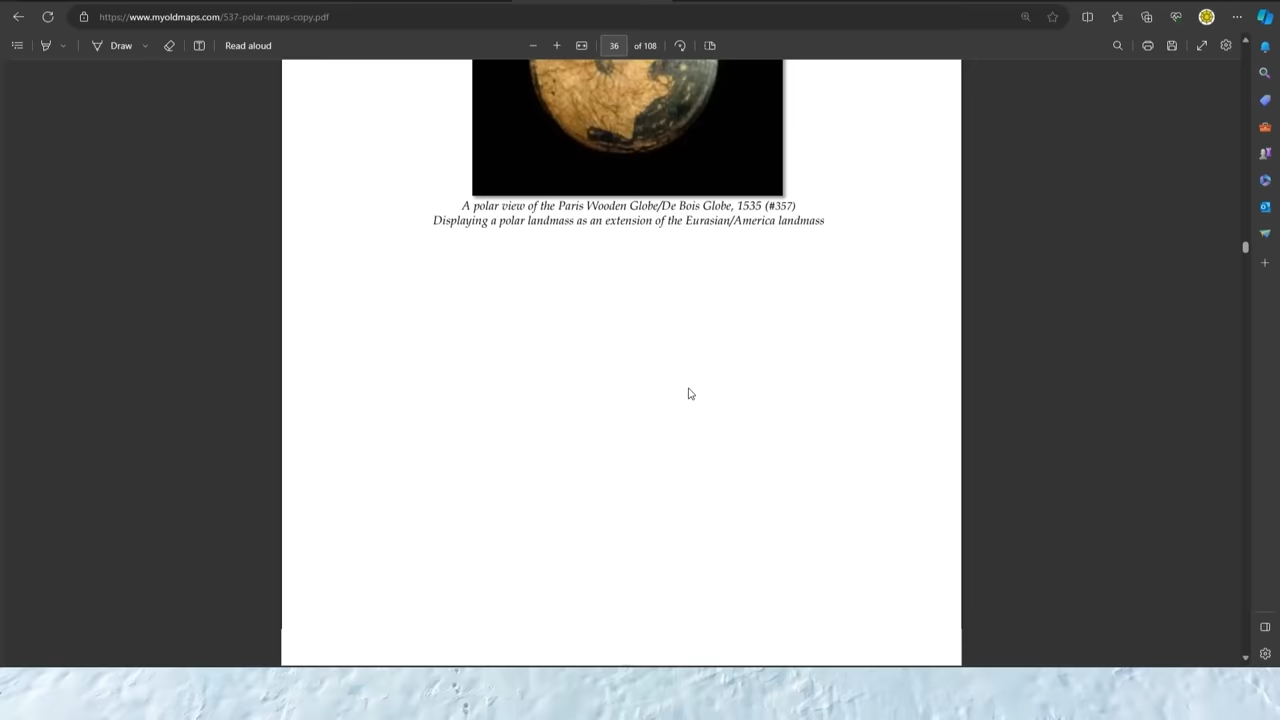 https://www.myoldmaps.com/537-polar-maps-copy.pdf
Draw
Read aloud
36 of 108
A polar view of the Paris Wooden Globe/De Bois Globe, 1535 (#357)
Displaying a polar landmass as an extension of the Eurasian/America landmass